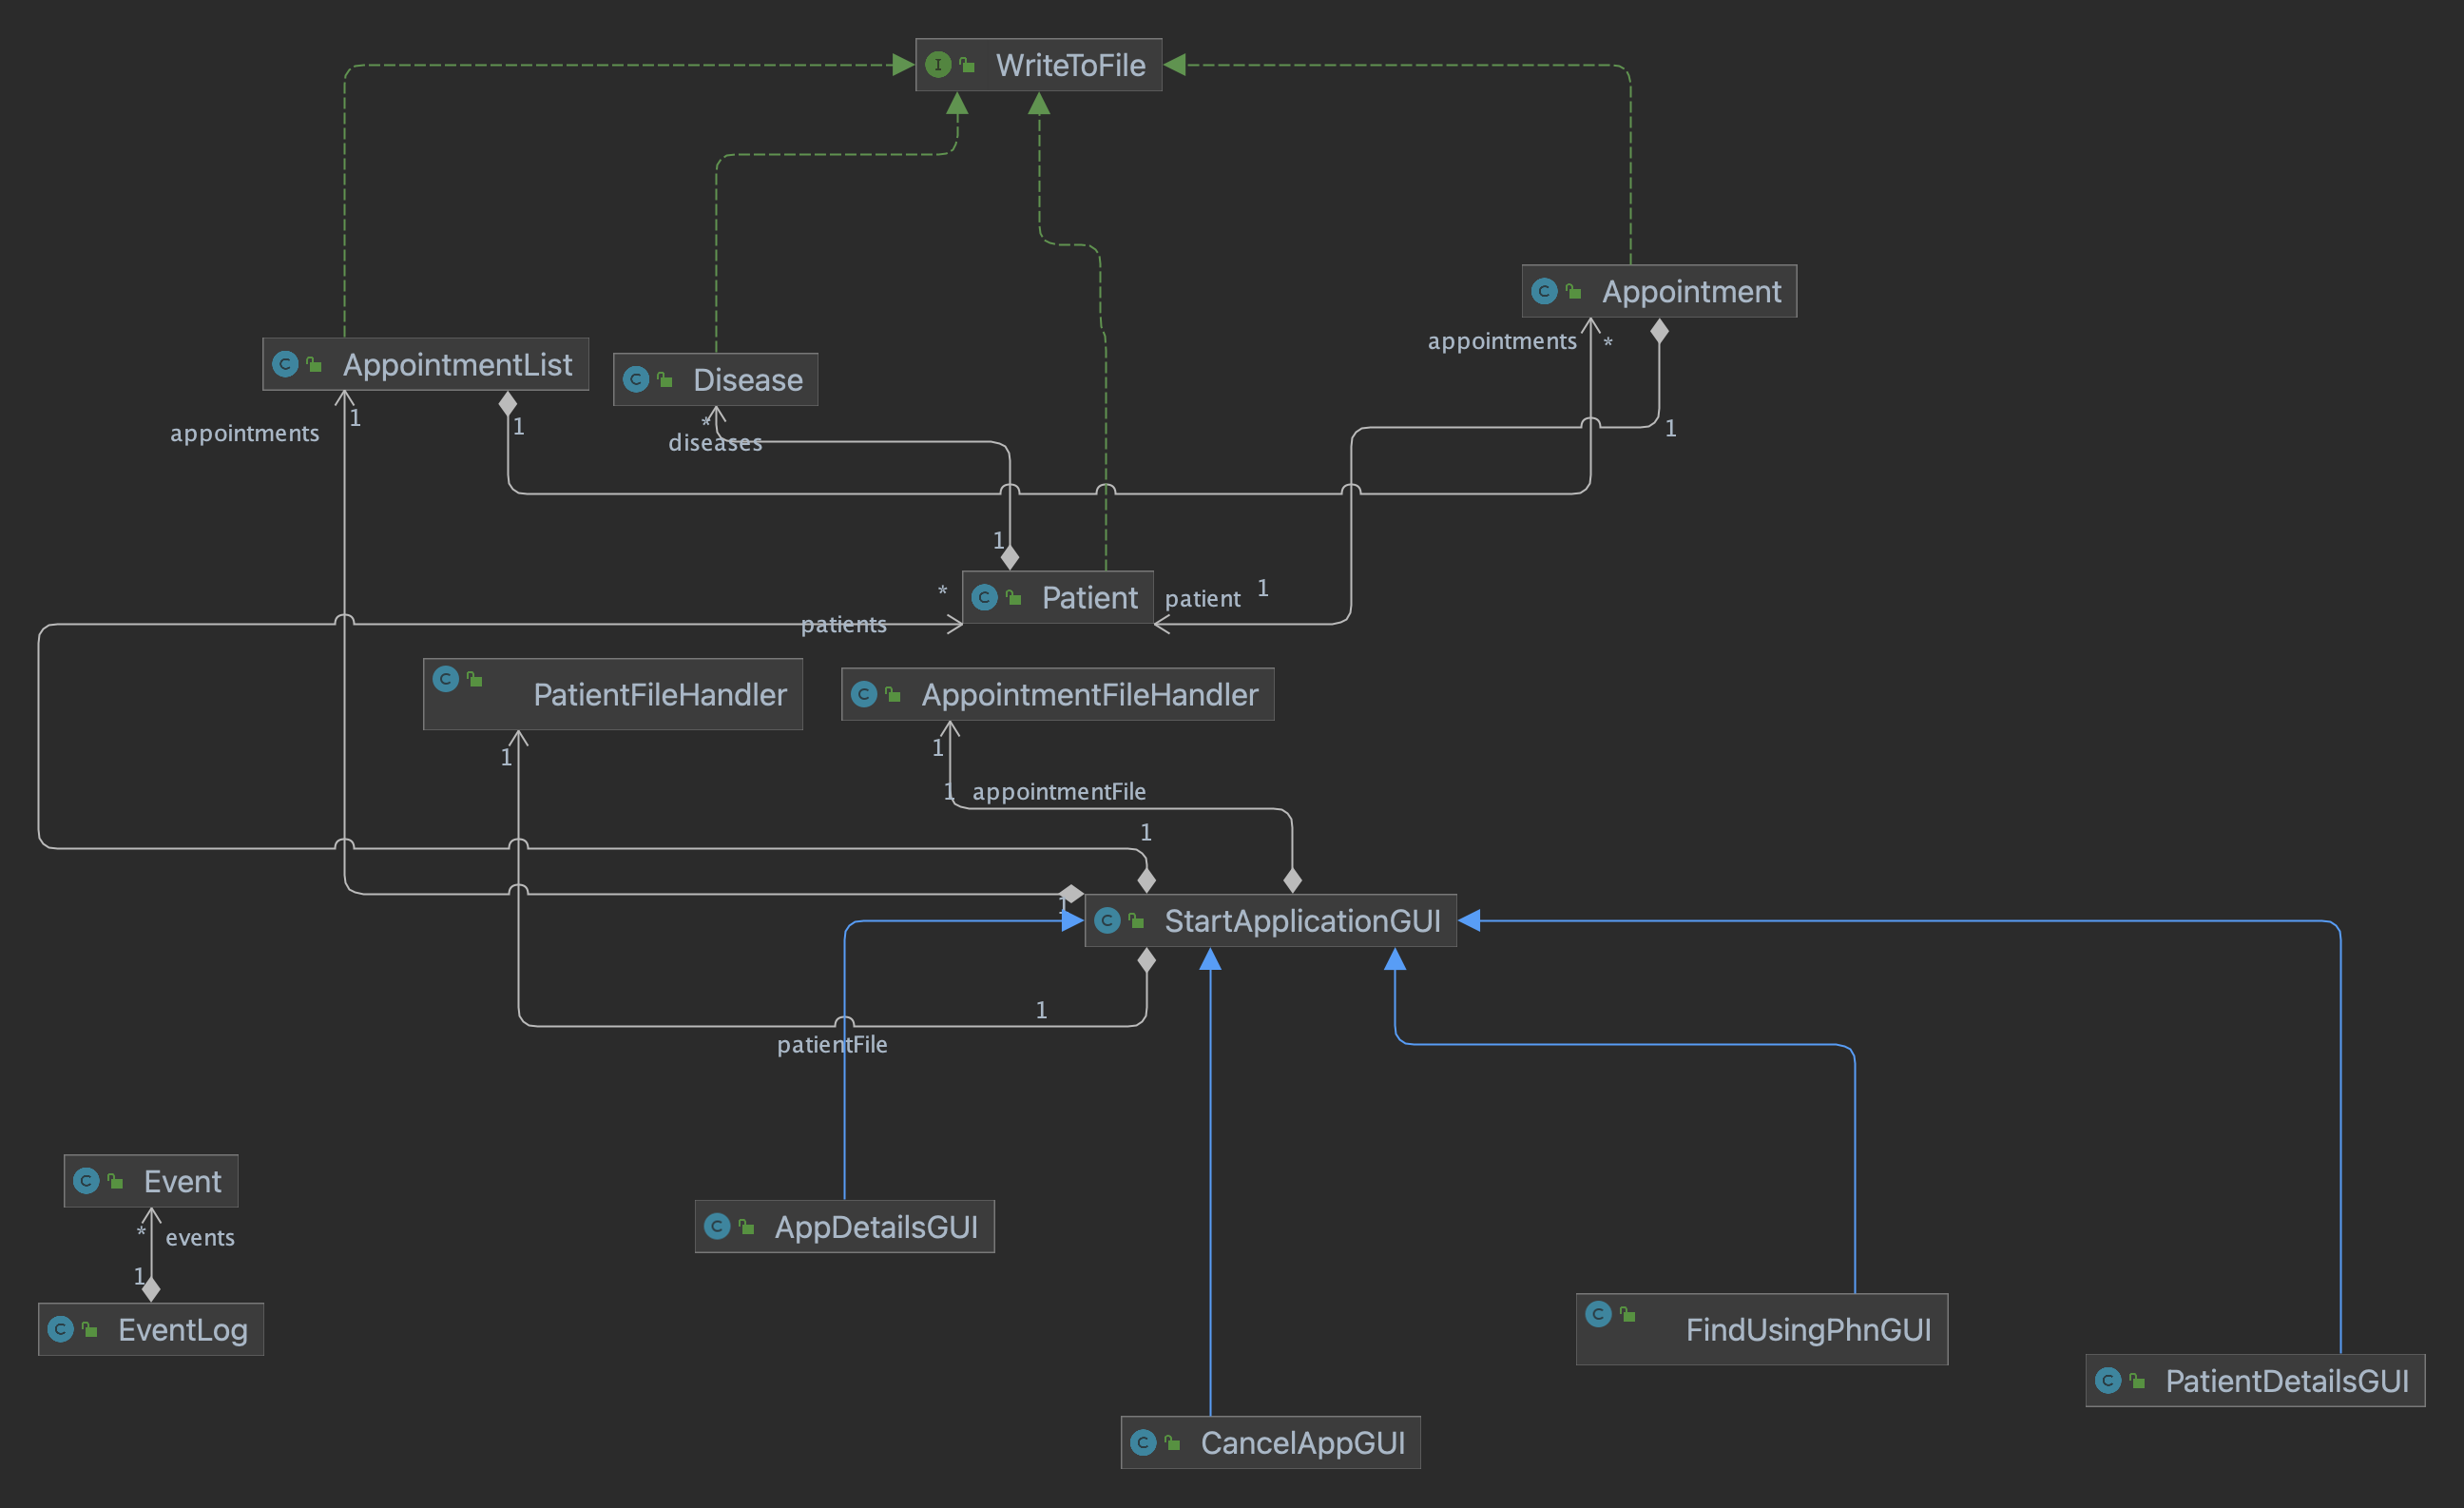 WriteToFile
Appointment
appointments
*
AppointmentList
Disease
1
1
appointments
*
diseases
1
1
*
Patient
patient
1
patients
PatientFileHandler
AppointmentFileHandler
1
1
1
appointmentFile
1
1
StartApplicationGUI
1
patientFile
Event
*
events
AppDetailsGUI
1
EventLog
FindUsingPhnGUI
PatientDetailsGUI
CancelAppGUI